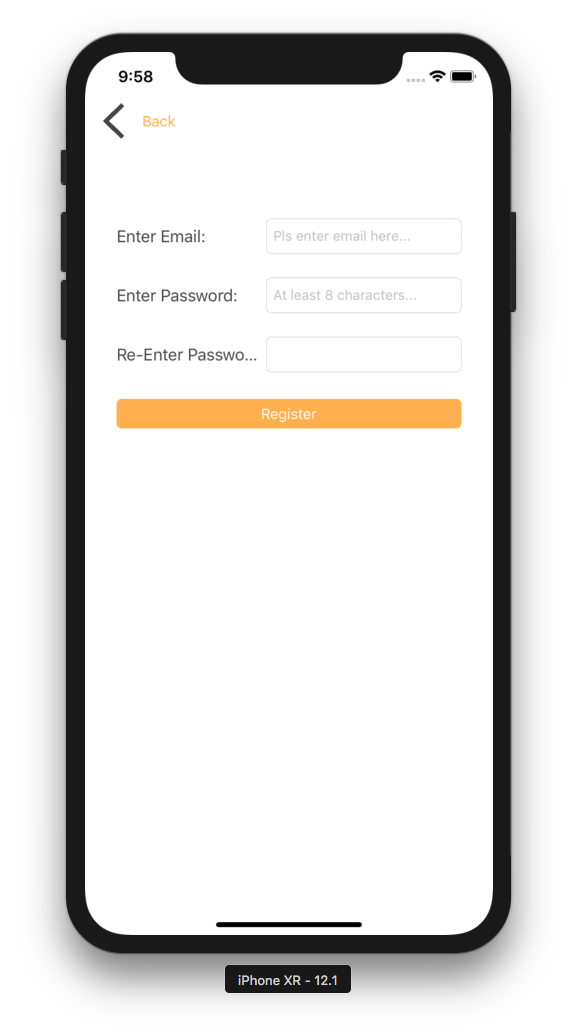 9:58
Back
Enter Email: Pls enter email here...
Enter Password: At least 8 characters...
Re-Enter Passwo...
Register
iPhone XR - 12.1